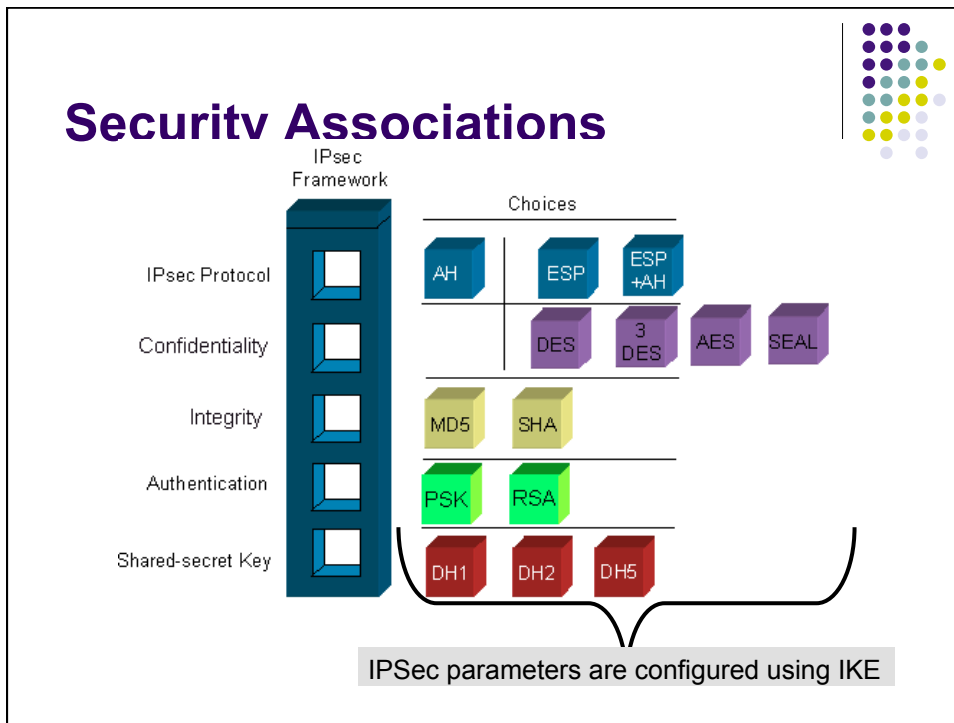 Security Associations
IPsec
Framework
Choices
IPsec Protocol
AH
ESP
ESP
+AH
Confidentiality
DES
3
DES
AES
SEAL
Integrity
MD5
SHA
Authentication
PSK
RSA
Shared-secret Key
DH1
DH2
DH5
IPSec parameters are configured using IKE